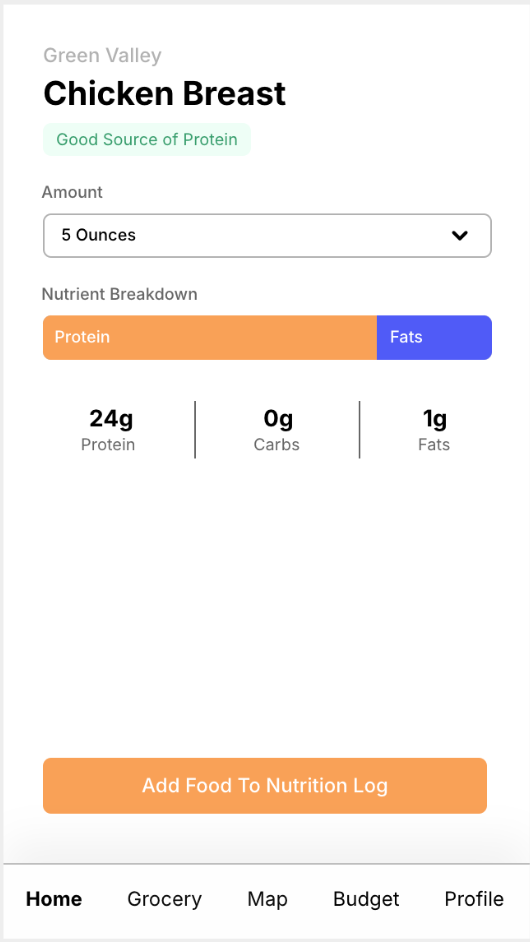 Green Valley
Chicken Breast
Good Source of Protein
Amount
5 Ounces
Nutrient Breakdown
Protein Fats
24g 0g 1g
Protein Carbs Fats
Add Food To Nutrition Log
Home Grocery Map Budget Profile